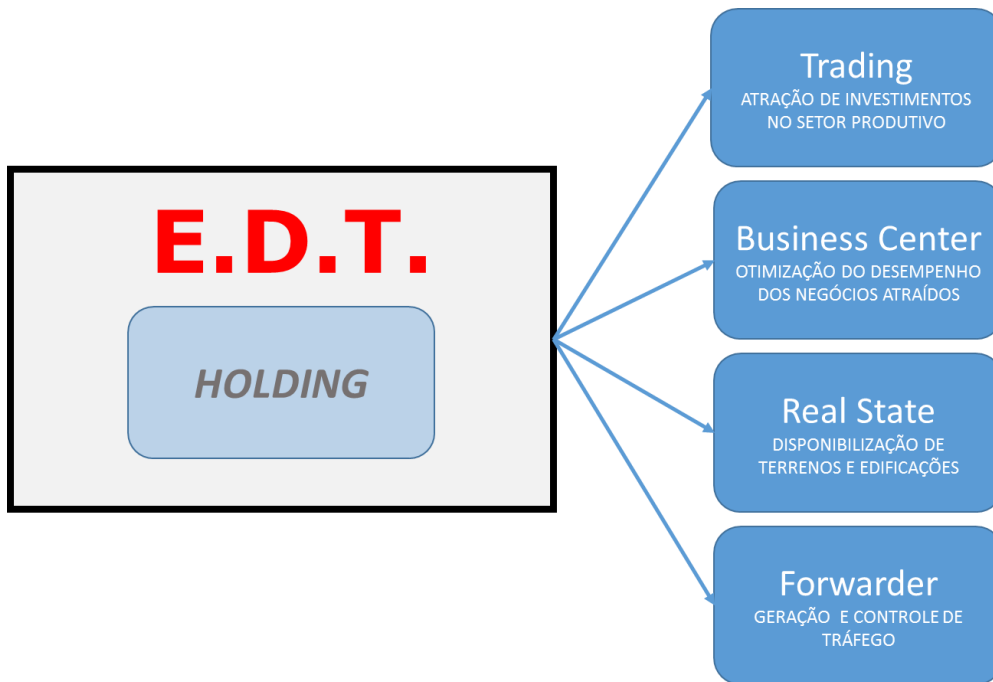 E.D.T.
HOLDING
Trading
ATRAÇÃO DE INVESTIMENTOS
NO SETOR PRODUTIVO
Business Center
OTIMIZAÇÃO DO DESEMPENHO
DOS NEGÓCIOS ATRAÍDOS
Real State
DISPONIBILIZAÇÃO DE
TERRENOS E EDIFICAÇÕES
Forwarder
GERAÇÃO E CONTROLE DE
TRÁFEGO